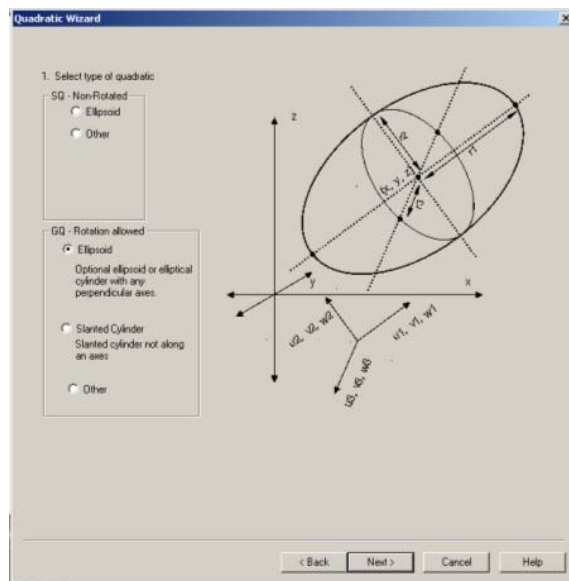 Quadratic Wizard
1. Select type of quadratic
SQ - Non-Rotated
Ellipsoid
Other
GQ - Rotation allowed
Ellipsoid
Optional ellipsoid or elliptical
cylinder with any
perpendicular axes.
Slanted Cylinder
Slanted cylinder not along
an axes
Other
z
r2
r1
(x, y, z)
r3
y
x
u2, v2, w2
u1, v1, w1
u3, v3, w3
< Back
Next >
Cancel
Help